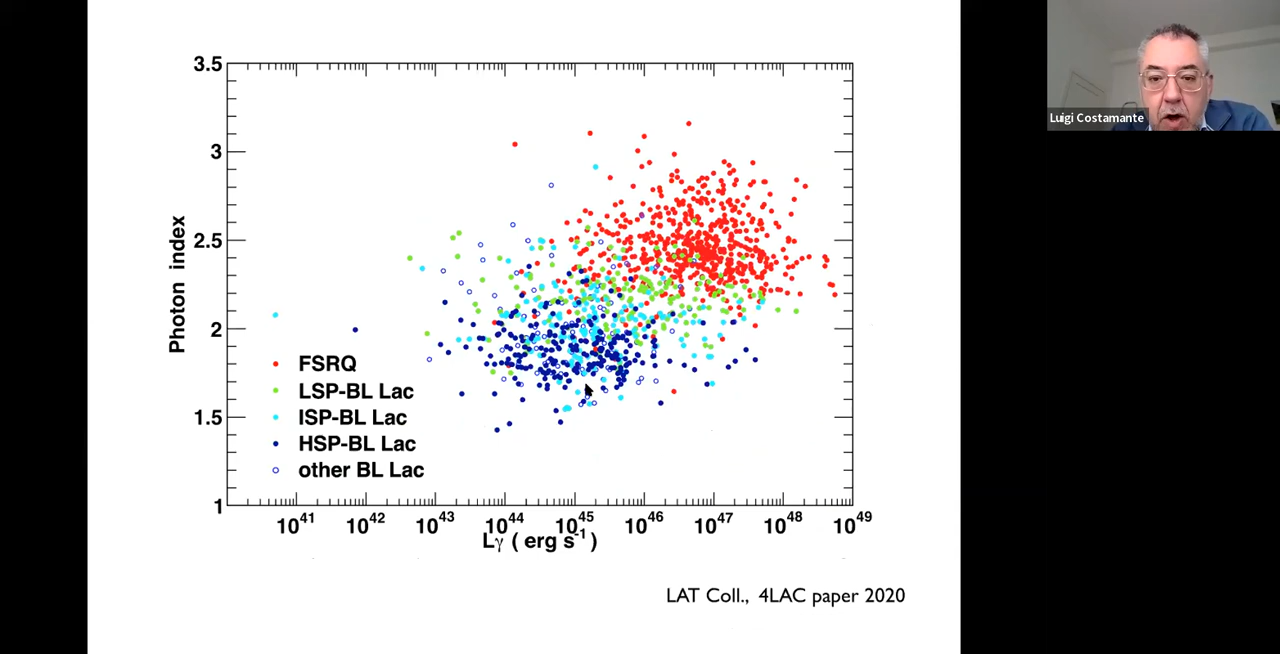 Luigi Costamante
3.5
3
2.5
2
1.5
1
Photon index
FSRQ
LSP-BL Lac
ISP-BL Lac
HSP-BL Lac
other BL Lac
10^41 10^42 10^43 10^44 10^45 10^46 10^47 10^48 10^49
Lγ ( erg s^-1 )
LAT Coll., 4LAC paper 2020